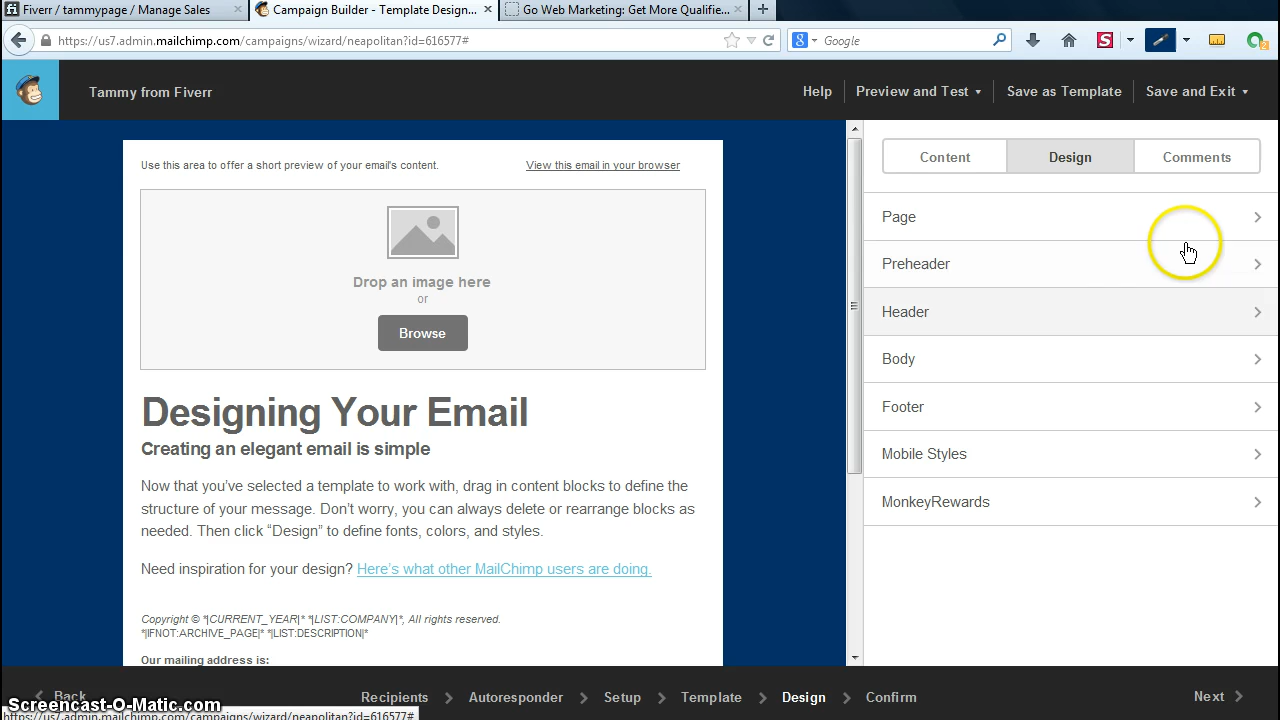 Fiverr / tammypage / Manage Sales
Campaign Builder - Template Design...
Go Web Marketing: Get More Qualifie...
https://us7.admin.mailchimp.com/campaigns/wizard/neapolitan?id=616577#
Google
Tammy from Fiverr
Help
Preview and Test
Save as Template
Save and Exit
Use this area to offer a short preview of your email's content.
View this email in your browser
Drop an image here
or
Browse
Designing Your Email
Creating an elegant email is simple
Now that you've selected a template to work with, drag in content blocks to define the
structure of your message. Don't worry, you can always delete or rearrange blocks as
needed. Then click “Design” to define fonts, colors, and styles.
Need inspiration for your design? Here's what other MailChimp users are doing.
Copyright © *|CURRENT_YEAR|* *|LIST:COMPANY|*, All rights reserved.
*|IFNOT:ARCHIVE_PAGE|* *|LIST:DESCRIPTION|*
Our mailing address is:
Content
Design
Comments
Page
Preheader
Header
Body
Footer
Mobile Styles
MonkeyRewards
Back
Recipients
Autoresponder
Setup
Template
Design
Confirm
Next
Screencast-O-Matic.com
https://us7.admin.mailchimp.com/campaigns/wizard/neapolitan?id=616577#